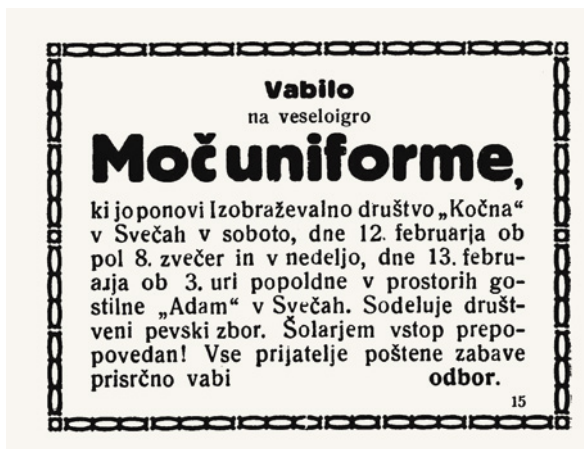 Vabilo
na veseloigro
Moč uniforme,
ki jo ponovi Izobraževalno društvo „Kočna“
v Svečah v soboto, dne 12. februarja ob
pol 8. zvečer in v nedeljo, dne 13. febru-
arja ob 3. uri popoldne v prostorih go-
stilne „Adam“ v Svečah. Sodeluje društ-
veni pevski zbor. Šolarjem vstop prepo-
povedan! Vse prijatelje poštene zabave
prisrčno vabi odbor.
15